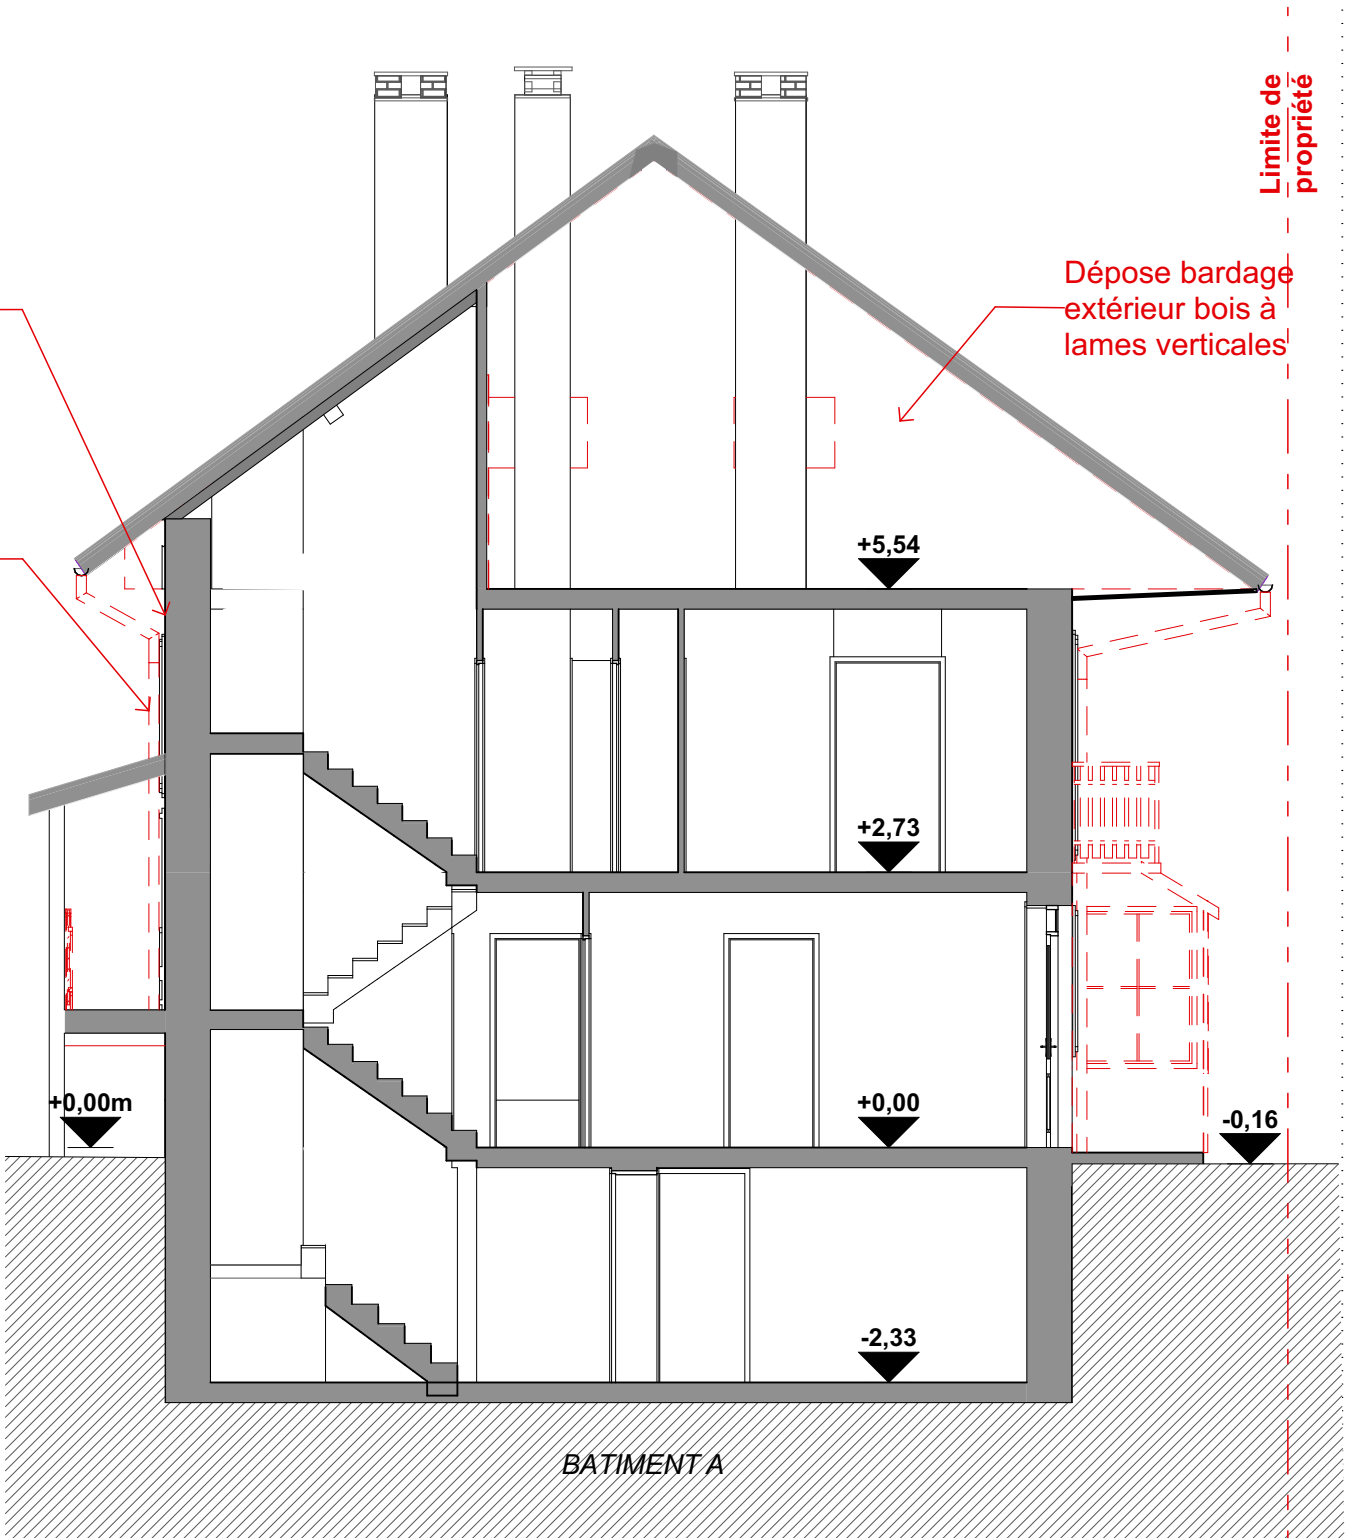 Limite de
propriété
Dépose bardage
extérieur bois à
lames verticales
+5,54
+2,73
+0,00m
+0,00
-0,16
-2,33
BATIMENT A